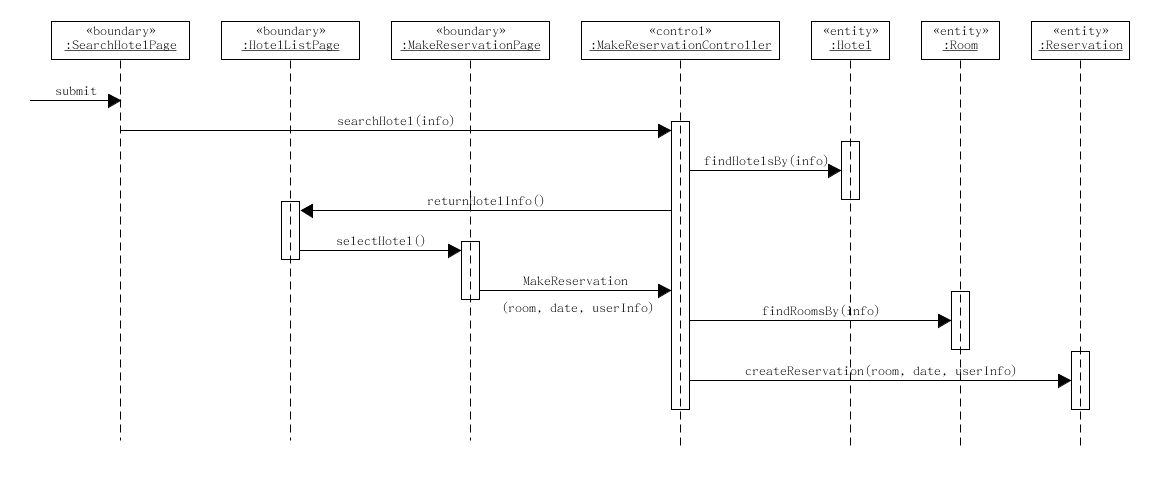 «boundary»
:SearchHotelPage
«boundary»
:HotelListPage
«boundary»
:MakeReservationPage
«control»
:MakeReservationController
«entity»
:Hotel
«entity»
:Room
«entity»
:Reservation
submit
searchHotel(info)
findHotelsBy(info)
returnHotelInfo()
selectHotel()
MakeReservation
(room, date, userInfo)
findRoomsBy(info)
createReservation(room, date, userInfo)